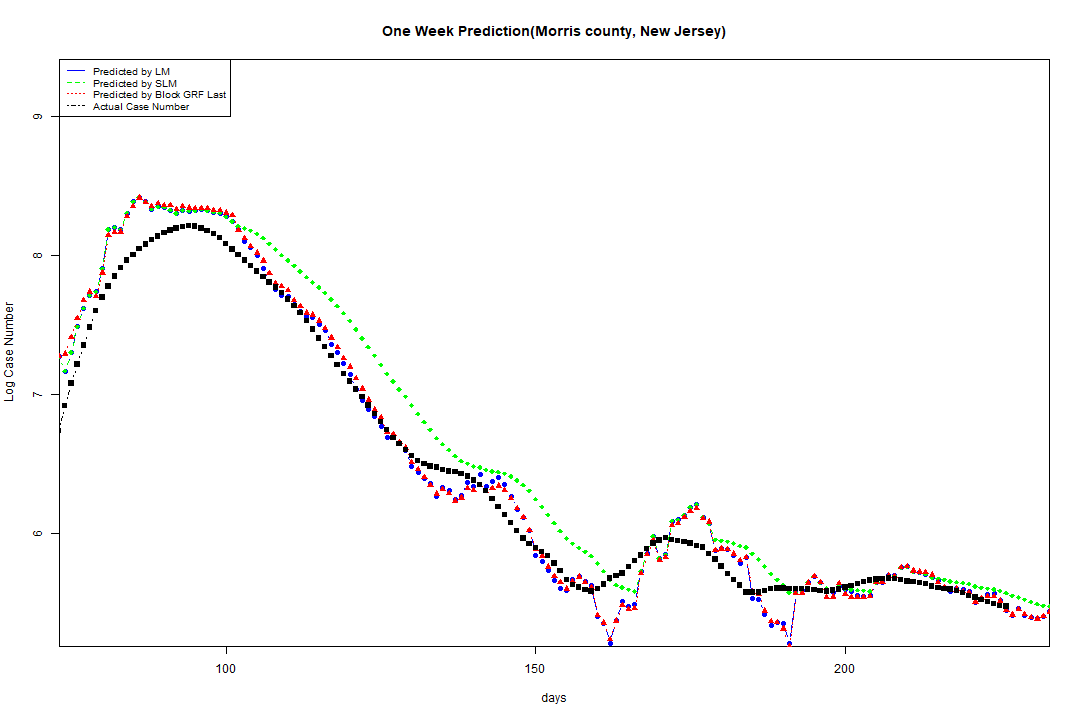 One Week Prediction(Morris county, New Jersey)
Predicted by LM
Predicted by SLM
Predicted by Block GRF Last
Actual Case Number
9
8
7
6
Log Case Number
100 150 200
days